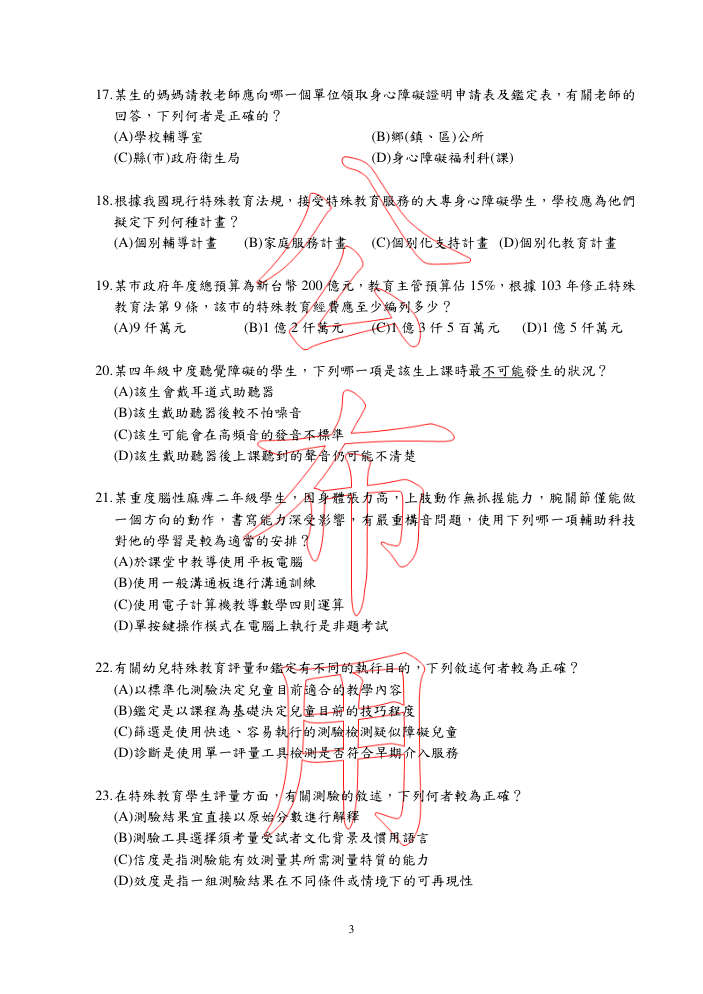 17.某生的媽媽請教老師應向哪一個單位領取身心障礙證明申請表及鑑定表，有關老師的
回答，下列何者是正確的？
(A)學校輔導室 (B)鄉(鎮、區)公所
(C)縣(市)政府衛生局 (D)身心障礙福利科(課)
18.根據我國現行特殊教育法規，接受特殊教育服務的大專身心障礙學生，學校應為他們
擬定下列何種計畫？
(A)個別輔導計畫 (B)家庭服務計畫 (C)個別化支持計畫 (D)個別化教育計畫
19.某市政府年度總預算為新台幣 200 億元，教育主管預算佔 15%，根據 103 年修正特殊
教育法第 9 條，該市的特殊教育經費應至少編列多少？
(A)9 仟萬元 (B)1 億 2 仟萬元 (C)1 億 3 仟 5 百萬元 (D)1 億 5 仟萬元
20.某四年級中度聽覺障礙的學生，下列哪一項是該生上課時最不可能發生的狀況？
(A)該生會戴耳道式助聽器
(B)該生戴助聽器後較不怕噪音
(C)該生可能會在高頻音的發音不標準
(D)該生戴助聽器後上課聽到的聲音仍可能不清楚
21.某重度腦性麻痺二年級學生，因身體張力高，上肢動作無抓握能力，腕關節僅能做
一個方向的動作，書寫能力深受影響，有嚴重構音問題，使用下列哪一項輔助科技
對他的學習是較為適當的安排？
(A)於課堂中教導使用平板電腦
(B)使用一般溝通板進行溝通訓練
(C)使用電子計算機教導數學四則運算
(D)單按鍵操作模式在電腦上執行是非題考試
22.有關幼兒特殊教育評量和鑑定有不同的執行目的，下列敘述何者較為正確？
(A)以標準化測驗決定兒童目前適合的教學內容
(B)鑑定是以課程為基礎決定兒童目前的技巧程度
(C)篩選是使用快速、容易執行的測驗檢測疑似障礙兒童
(D)診斷是使用單一評量工具檢測是否符合早期介入服務
23.在特殊教育學生評量方面，有關測驗的敘述，下列何者較為正確？
(A)測驗結果宜直接以原始分數進行解釋
(B)測驗工具選擇須考量受試者文化背景及慣用語言
(C)信度是指測驗能有效測量其所需測量特質的能力
(D)效度是指一組測驗結果在不同條件或情境下的可再現性
3
公布用